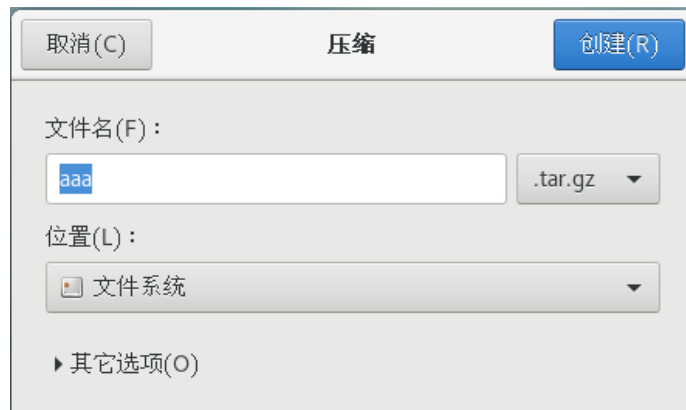 取消(C) 压缩 创建(R)
文件名(F)：
aaa .tar.gz
位置(L)：
文件系统
其它选项(O)